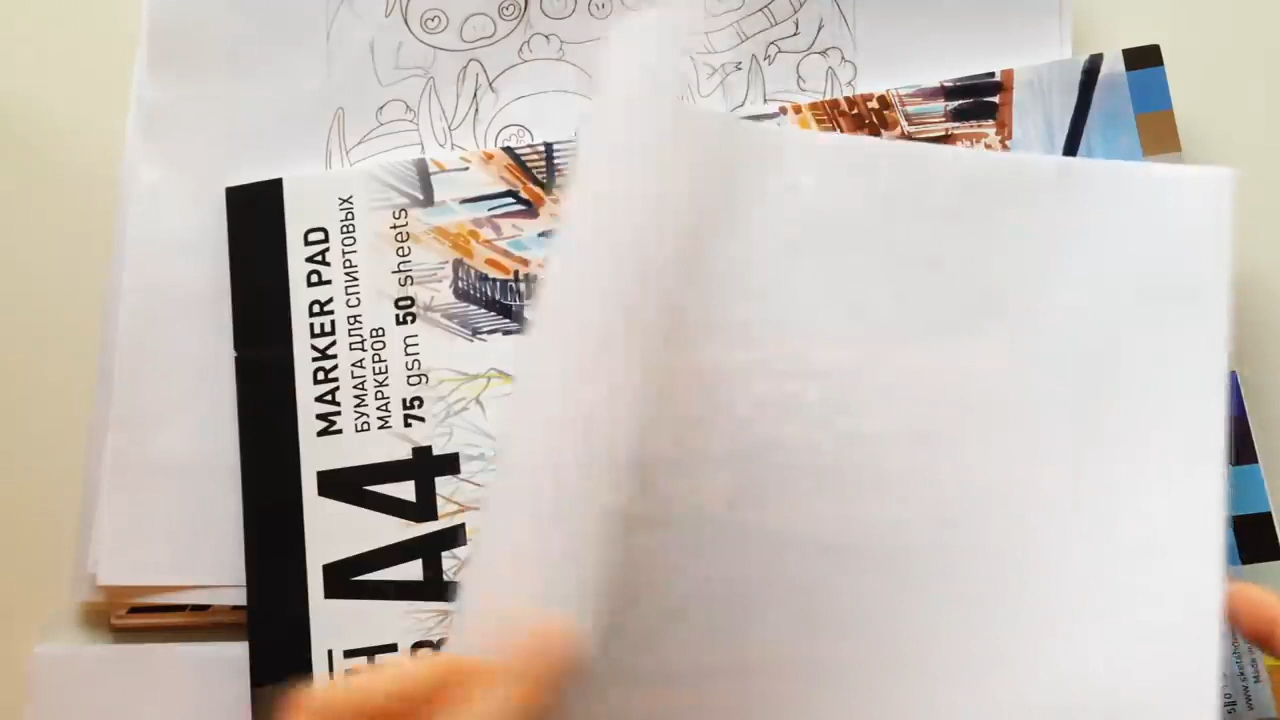 MARKER PAD
БУМАГА ДЛЯ СПИРТОВЫХ
МАРКЕРОВ
75 gsm 50 sheets
A4